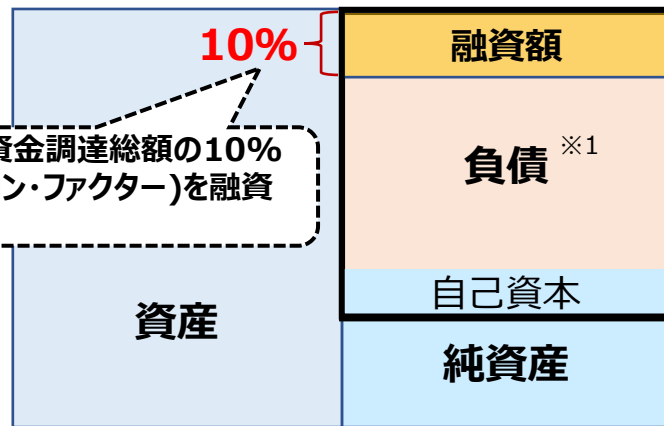 10%
融資額
資金調達総額の10%
ン・ファクター)を融資
負債 ※1
自己資本
資産
純資産